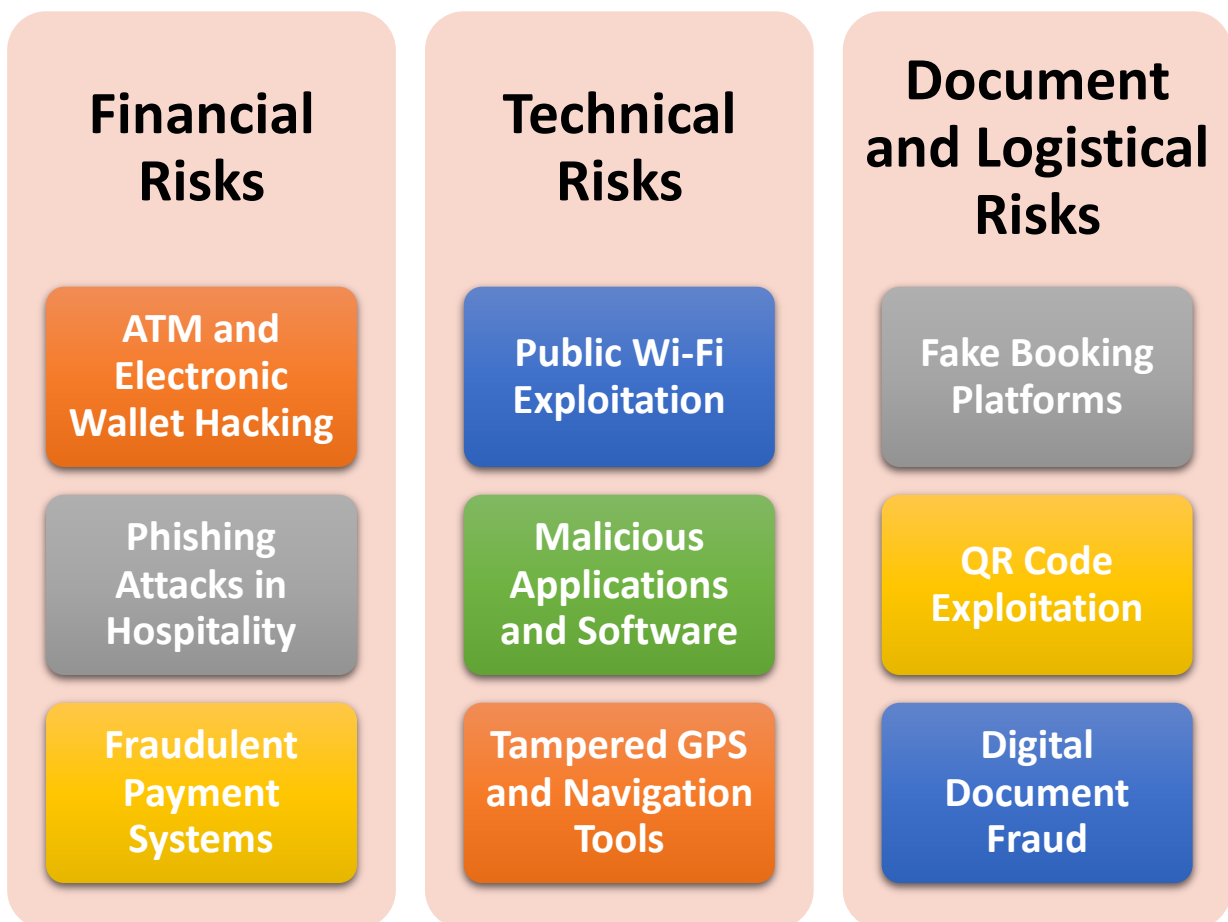 Financial
Risks
ATM and
Electronic
Wallet Hacking
Phishing
Attacks in
Hospitality
Fraudulent
Payment
Systems
Technical
Risks
Public Wi-Fi
Exploitation
Malicious
Applications
and Software
Tampered GPS
and Navigation
Tools
Document
and Logistical
Risks
Fake Booking
Platforms
QR Code
Exploitation
Digital
Document
Fraud